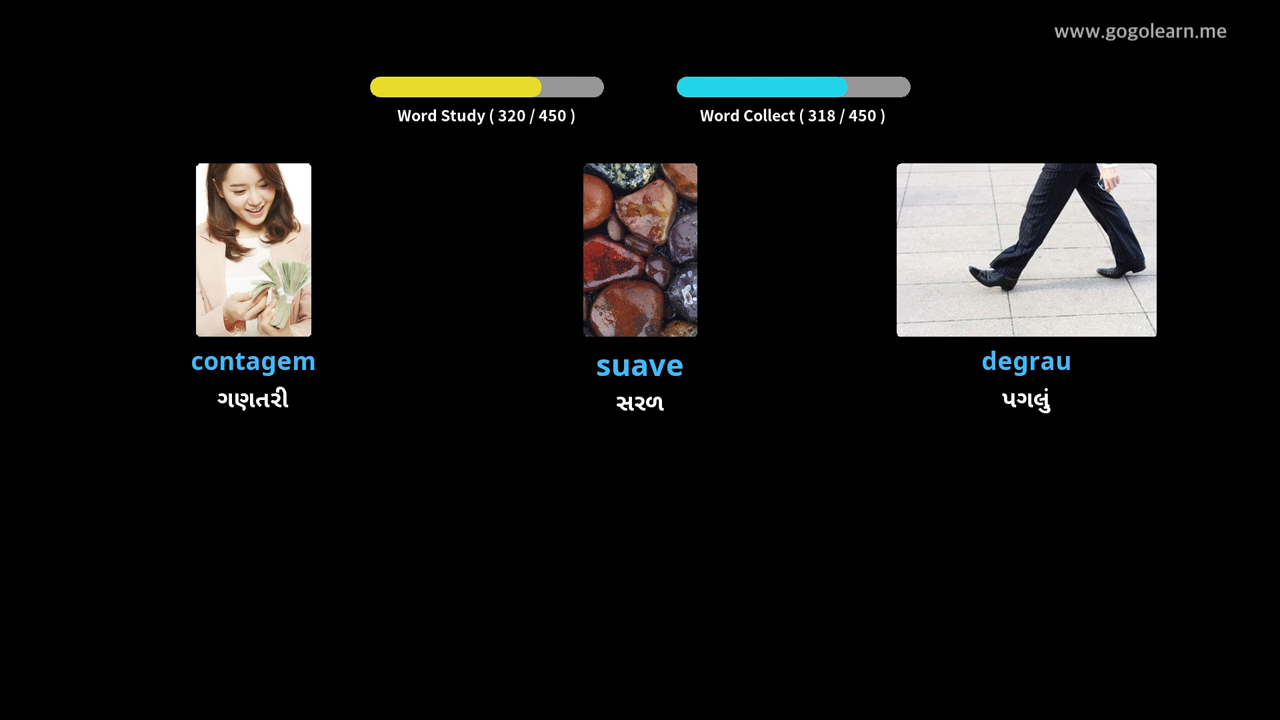 www.gogolearn.me
Word Study ( 320 / 450 )
Word Collect ( 318 / 450 )
contagem
ગણતરી
suave
સરળ
degrau
પગલું